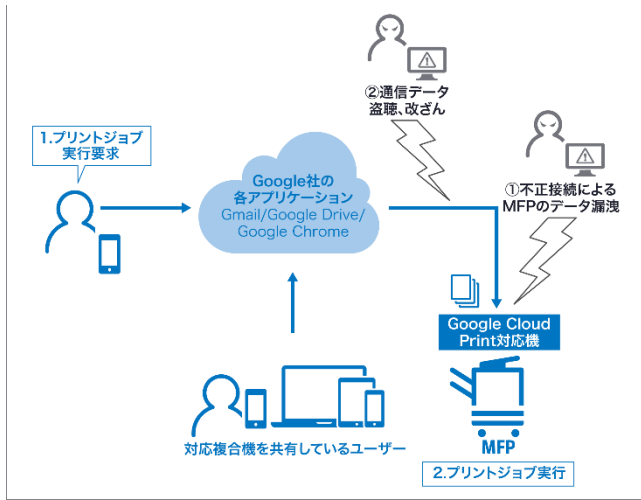 ②通信データ
盗聴、改ざん
1.プリントジョブ
実行要求
①不正接続による
MFPのデータ漏洩
Google社の
各アプリケーション
Gmail/Google Drive/
Google Chrome
Google Cloud
Print対応機
対応複合機を共有しているユーザー
MFP
2.プリントジョブ実行